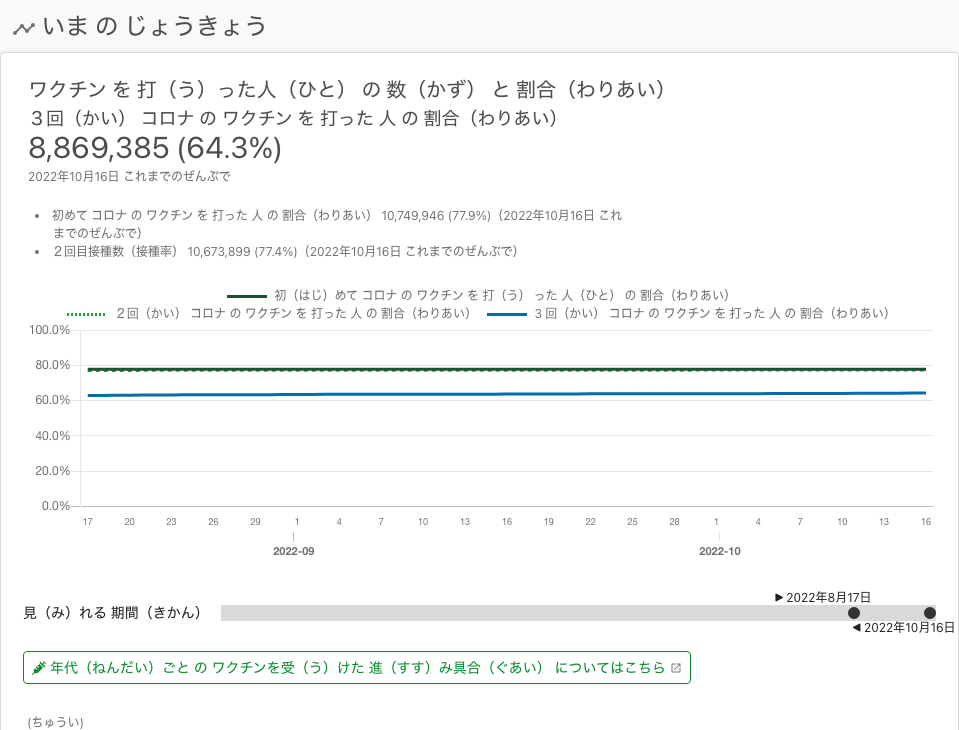 いま の じょうきょう
ワクチン を 打（う）った人（ひと） の 数（かず） と 割合（わりあい）
３回（かい） コロナ の ワクチン を 打った 人 の 割合（わりあい）
8,869,385 (64.3%)
2022年10月16日 これまでのぜんぶで
• 初めて コロナ の ワクチン を 打った 人 の 割合（わりあい） 10,749,946 (77.9%)（2022年10月16日 これ
までのぜんぶで）
• ２回目接種数（接種率） 10,673,899 (77.4%)（2022年10月16日 これまでのぜんぶで）
初（はじ）めて コロナ の ワクチン を 打（う） った 人（ひと） の 割合（わりあい）
２回（かい） コロナ の ワクチン を 打った 人 の 割合（わりあい） ３回（かい） コロナ の ワクチン を 打った 人 の 割合（わりあい）
100.0%
80.0%
60.0%
40.0%
20.0%
0.0%
17 20 23 26 29 1 4 7 10 13 16 19 22 25 28 1 4 7 10 13 16
2022-09 2022-10
▶ 2022年8月17日
見（み）れる 期間（きかん）
◀ 2022年10月16日
年代（ねんだい）ごと の ワクチンを受（う）けた 進（すす）み具合（ぐあい） についてはこちら
(ちゅうい)